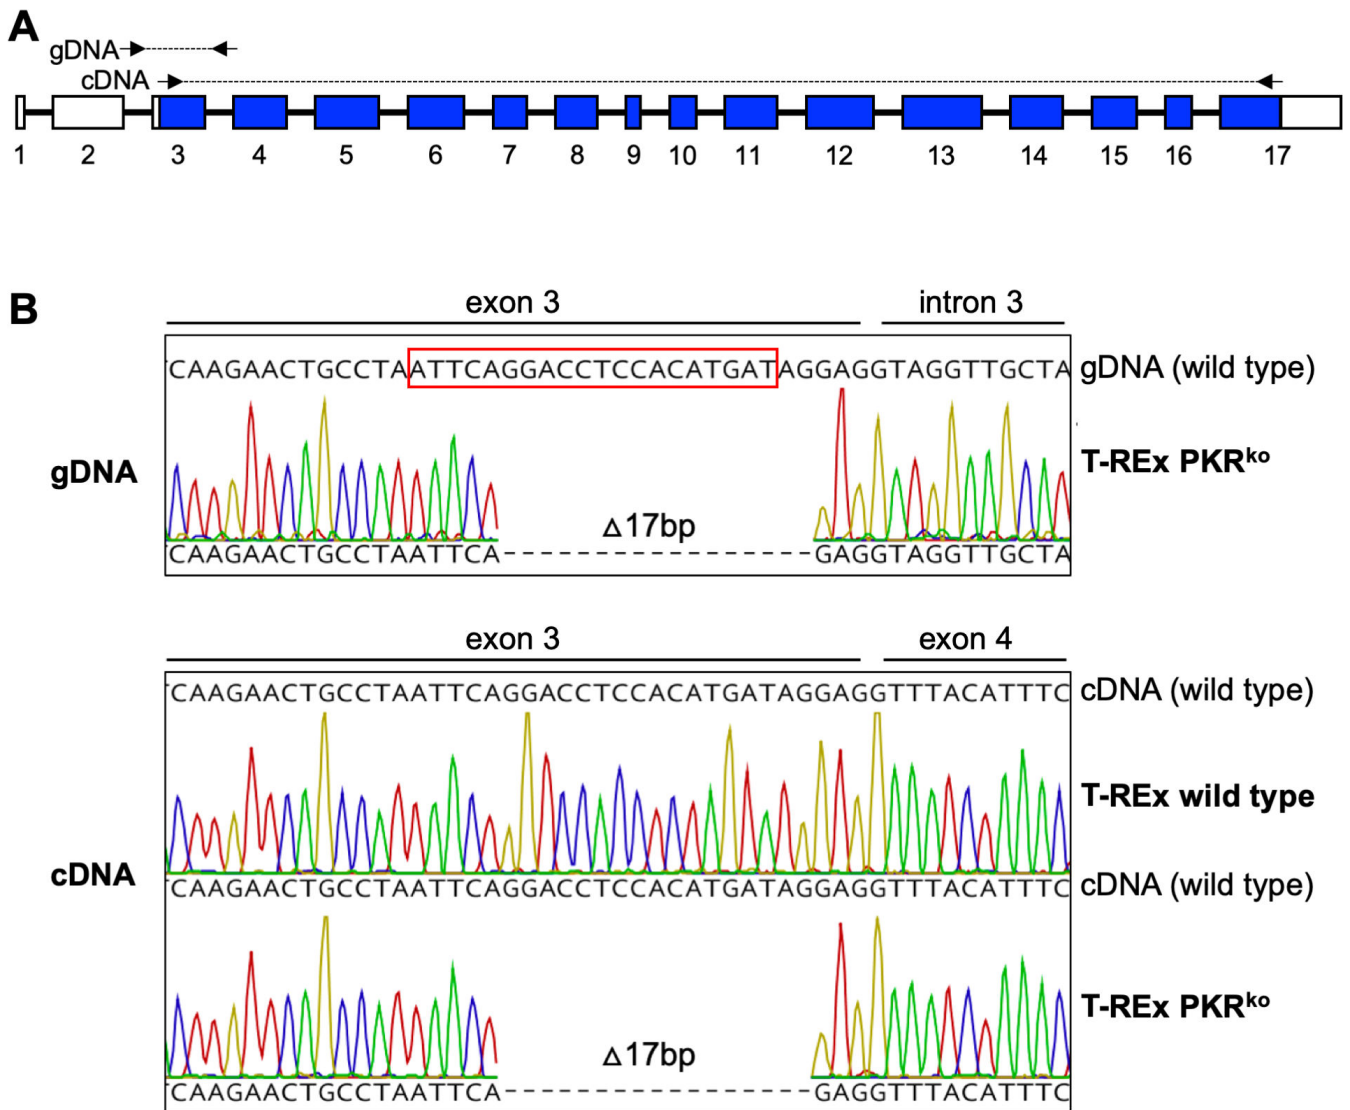 A
gDNA
cDNA
1 2 3 4 5 6 7 8 9 10 11 12 13 14 15 16 17
B
exon 3 intron 3
CAAGAACTGCCTAATTCAGGACCTCCACATGATAGGAGGTAGGTTGCTA gDNA (wild type)
gDNA
T-REx PKRko
Δ17bp
CAAGAACTGCCTAATTCA-----------------GAGGTAGGTTGCTA
exon 3 exon 4
CAAGAACTGCCTAATTCAGGACCTCCACATGATAGGAGGTTTACATTTC cDNA (wild type)
T-REx wild type
cDNA
CAAGAACTGCCTAATTCAGGACCTCCACATGATAGGAGGTTTACATTTC cDNA (wild type)
T-REx PKRko
Δ17bp
CAAGAACTGCCTAATTCA-----------------GAGGTTTACATTTC